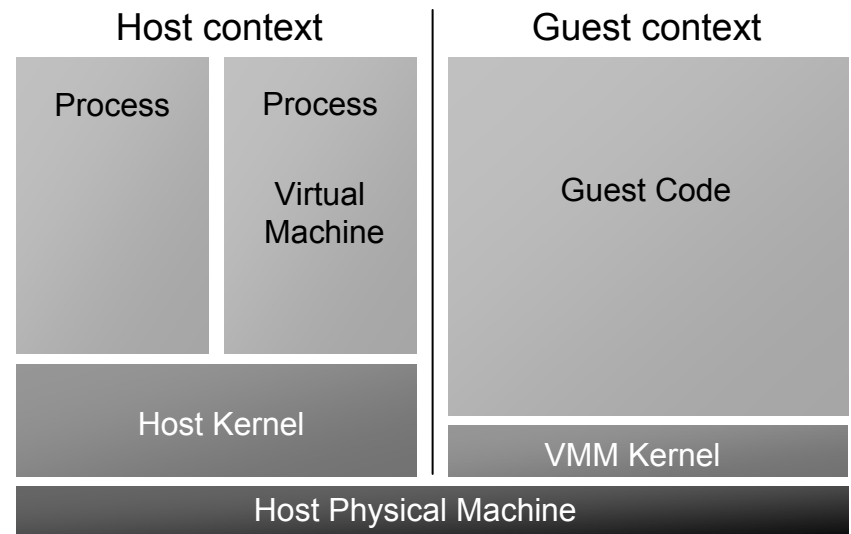 Host context
Guest context
Process
Process
Virtual
Machine
Guest Code
Host Kernel
VMM Kernel
Host Physical Machine